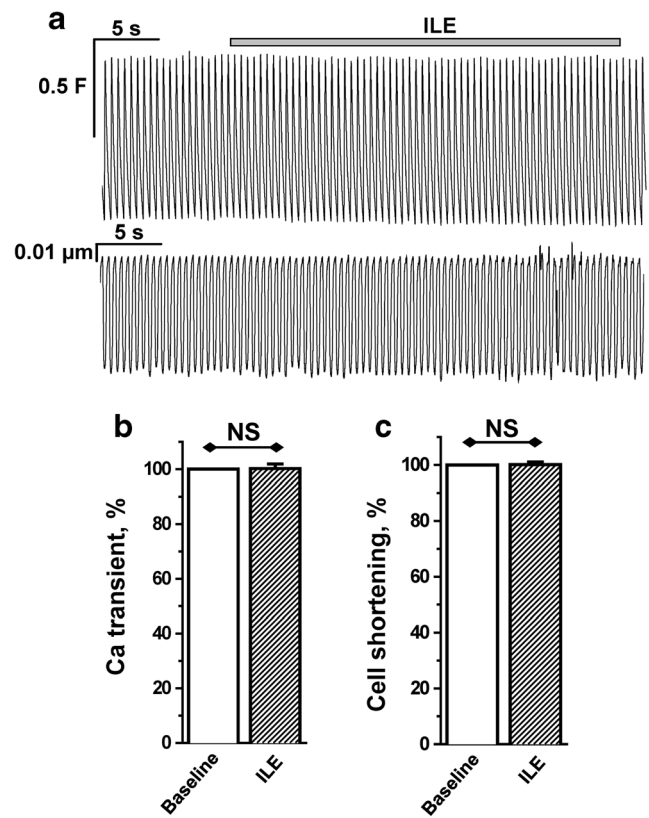 a
5 s
ILE
0.5 F
5 s
0.01 µm
b
NS
Ca transient, %
100
80
60
40
20
0
Baseline
ILE
c
NS
Cell shortening, %
100
80
60
40
20
0
Baseline
ILE